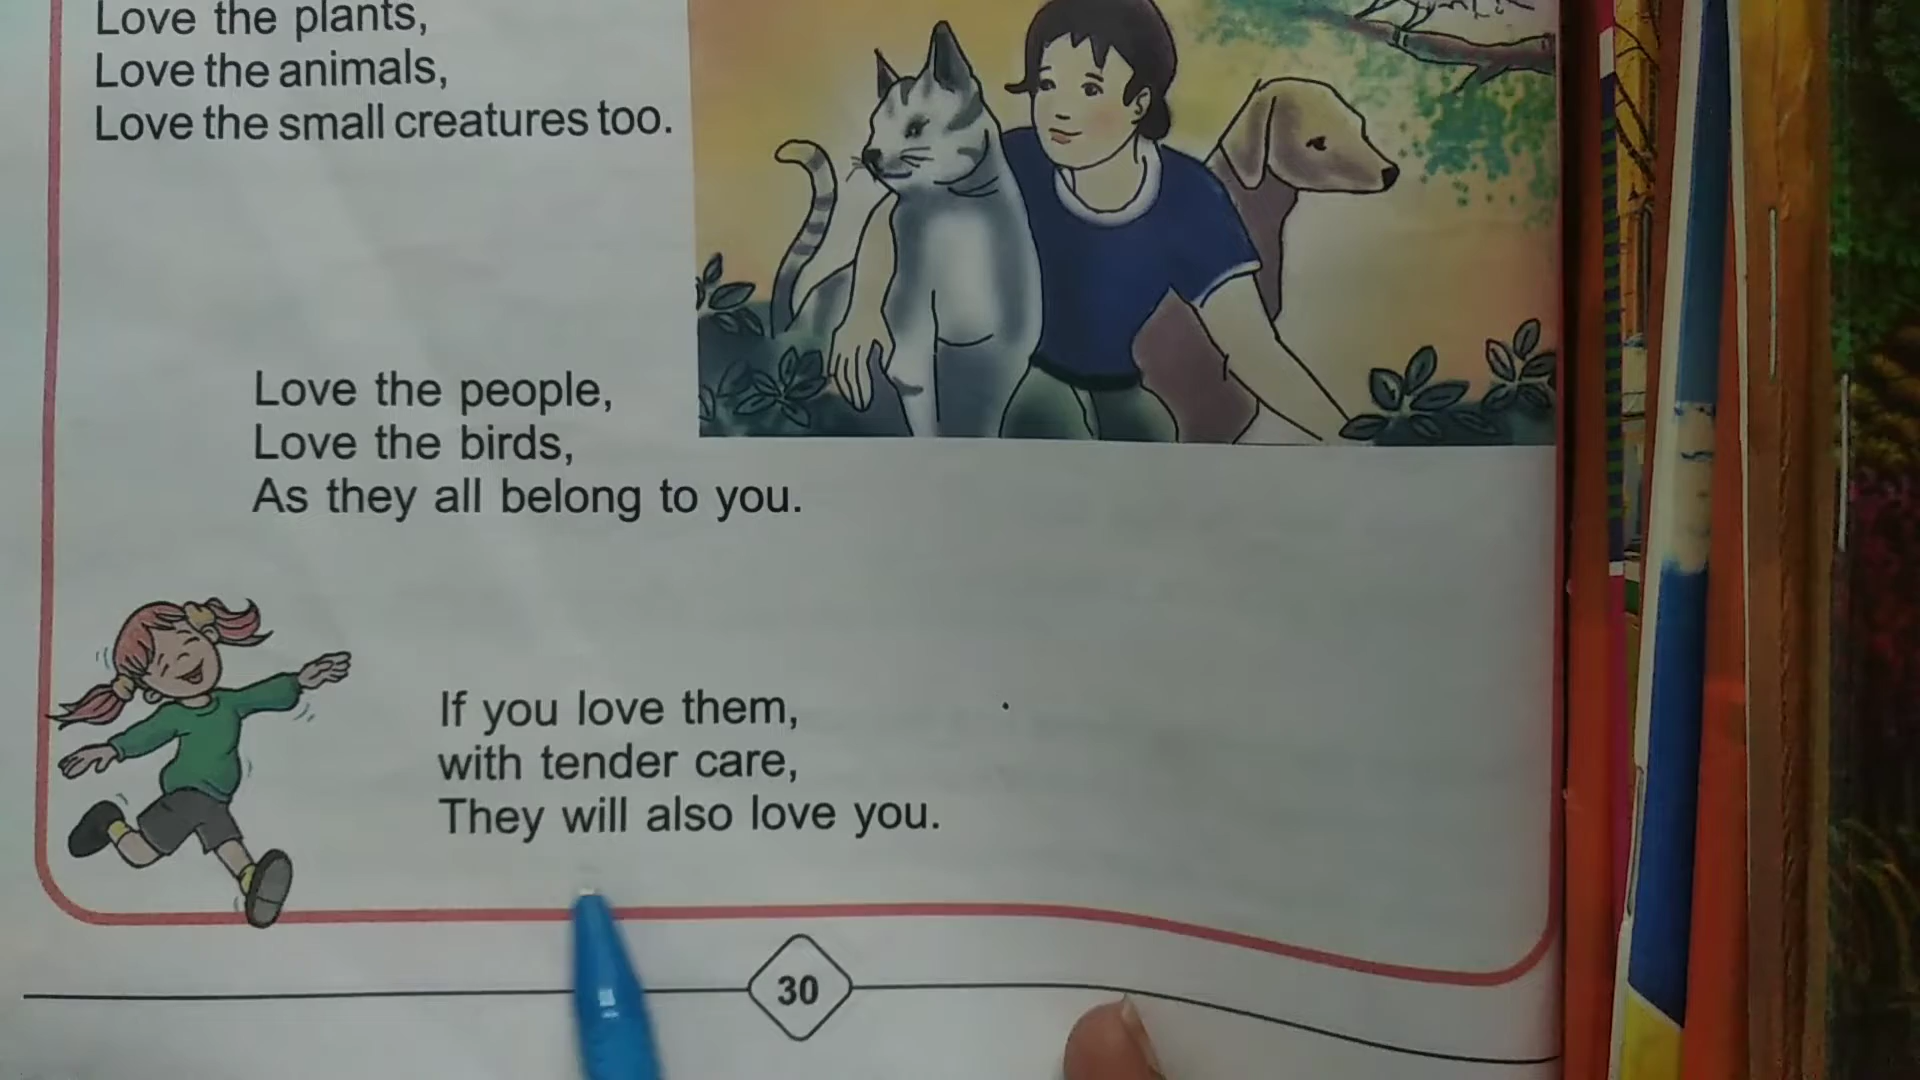 Love the plants,
Love the animals,
Love the small creatures too.
Love the people,
Love the birds,
As they all belong to you.
If you love them,
with tender care,
They will also love you.
30